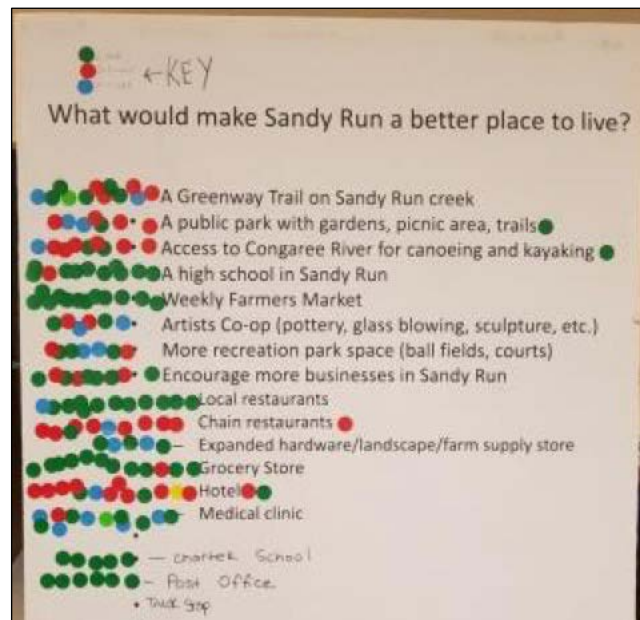 ← KEY
What would make Sandy Run a better place to live?
A Greenway Trail on Sandy Run creek
• A public park with gardens, picnic area, trails
Access to Congaree River for canoeing and kayaking
A high school in Sandy Run
Weekly Farmers Market
• Artists Co-op (pottery, glass blowing, sculpture, etc.)
• More recreation park space (ball fields, courts)
• Encourage more businesses in Sandy Run
Local restaurants
Chain restaurants
– Expanded hardware/landscape/farm supply store
Grocery Store
Hotel
– Medical clinic
•
• — Charter School
– Post Office
• Truck Stop